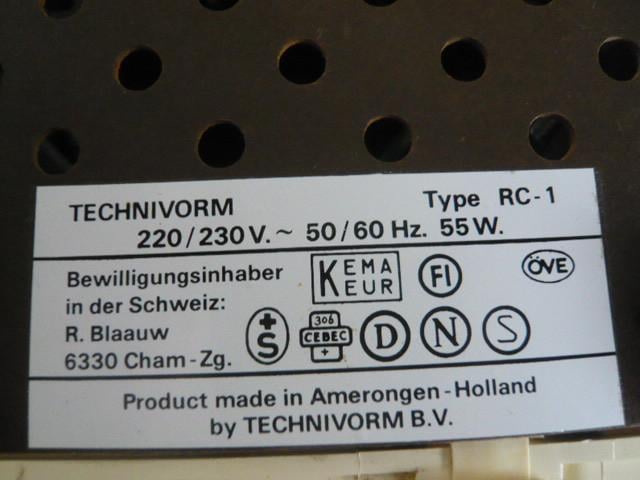 TECHNIVORM Type RC-1
220/230 V. ~ 50/60 Hz. 55 W.
Bewilligungsinhaber
in der Schweiz:
R. Blaauw
6330 Cham-Zg.
KEMA
EUR
FI
ÖVE
+S
306
CEBEC
+
D
N
S
Product made in Amerongen-Holland
by TECHNIVORM B.V.